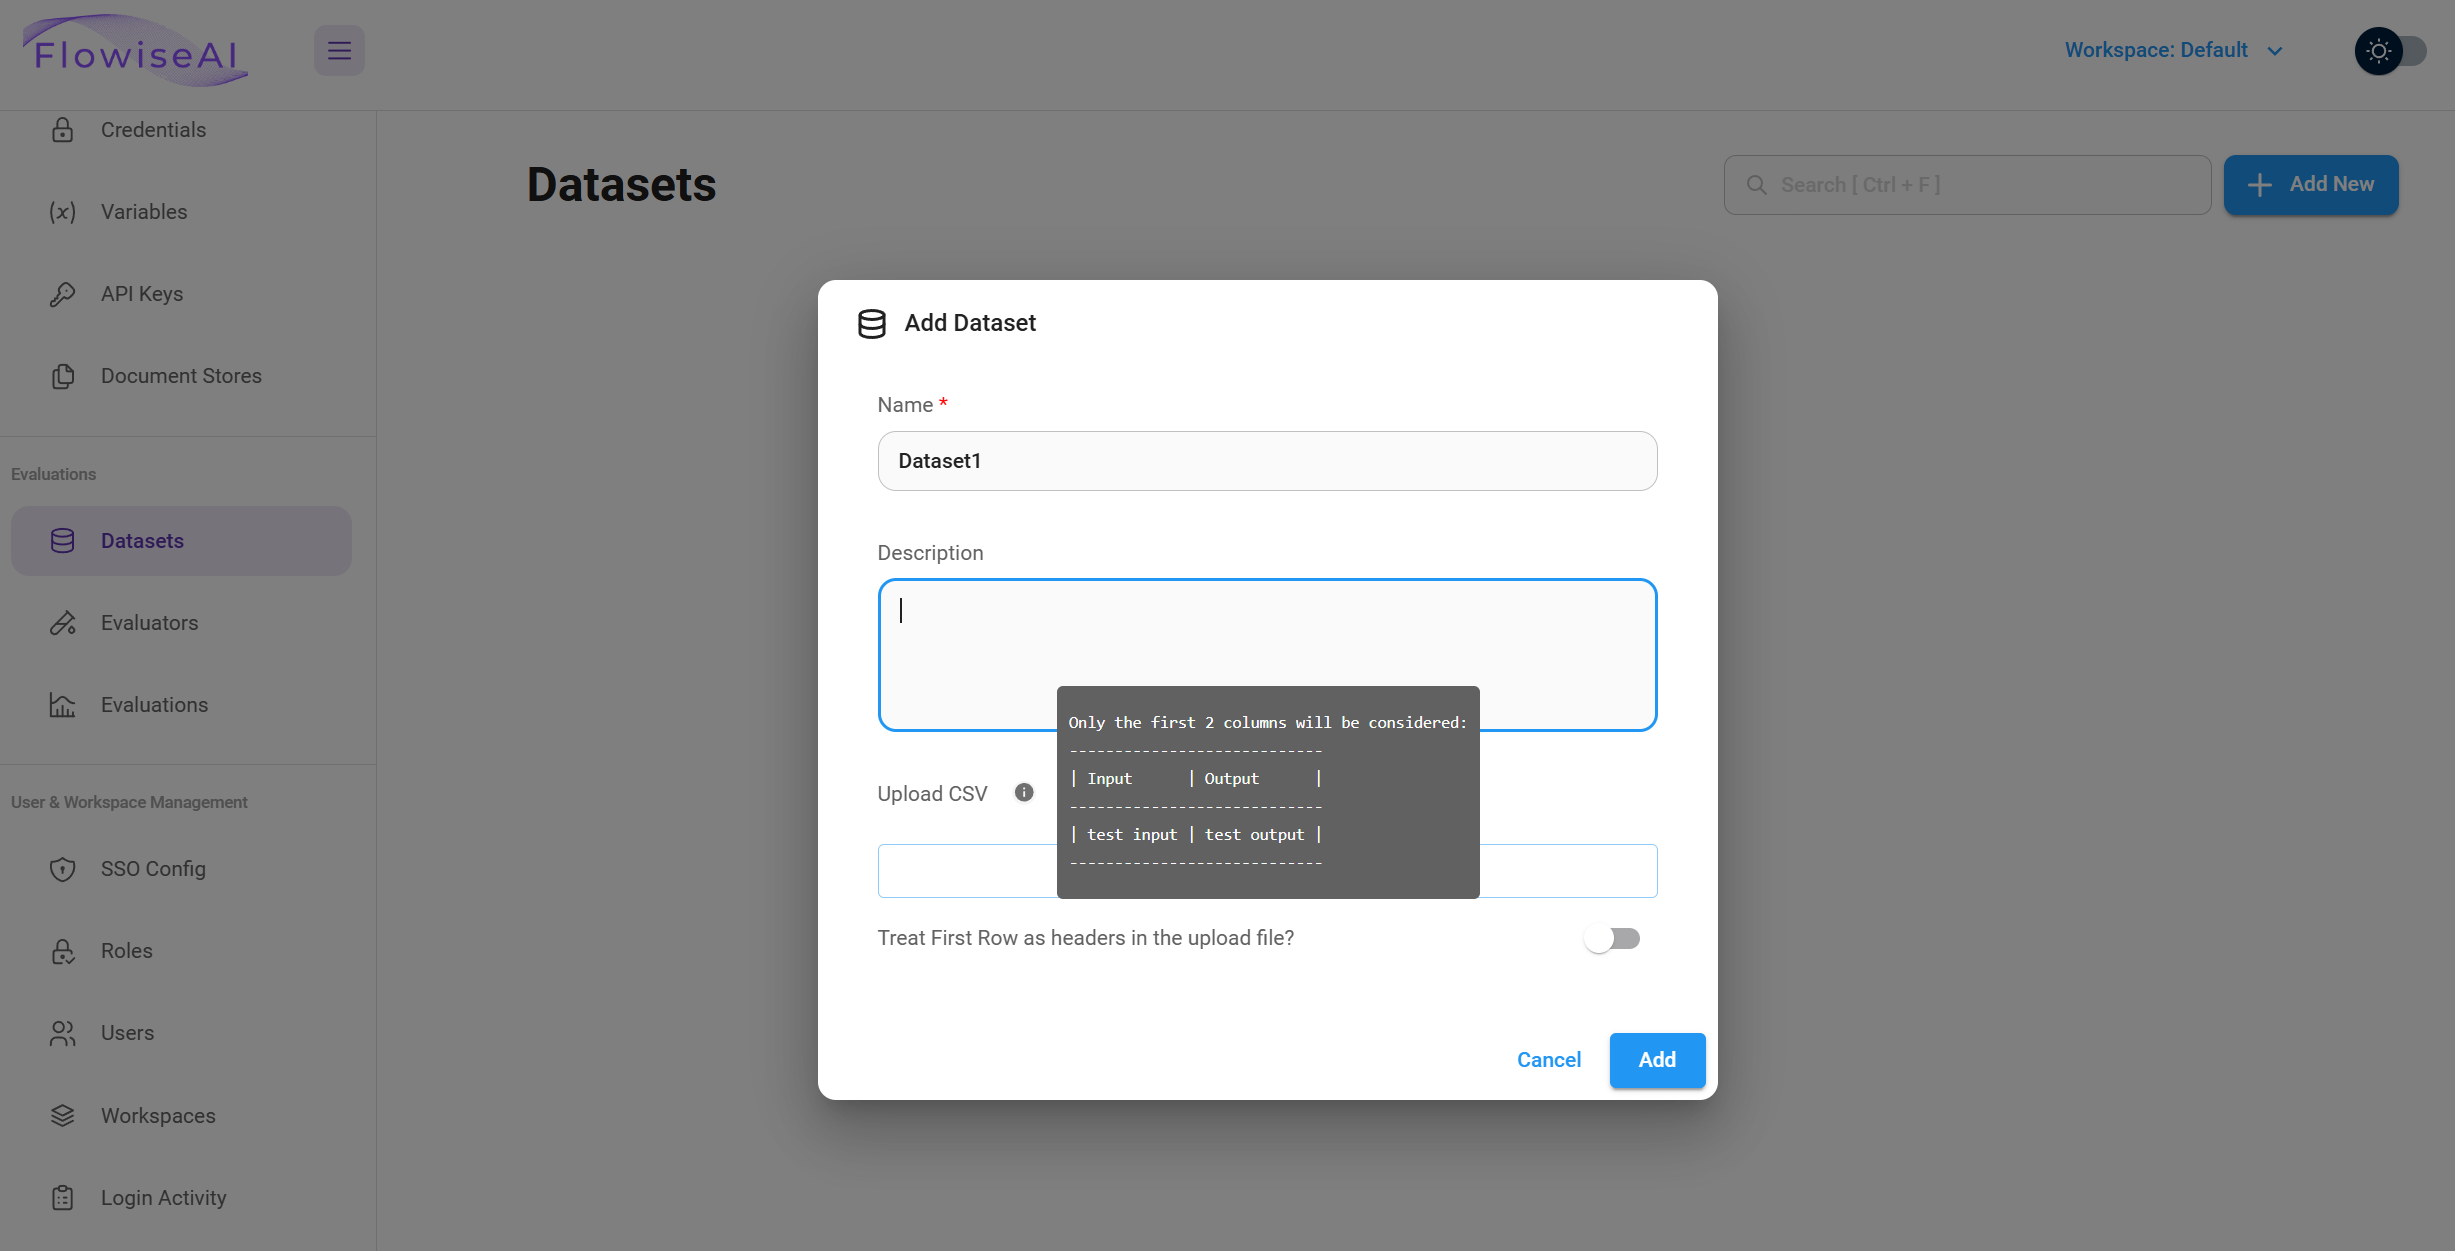 FlowiseAI
Workspace: Default
Credentials
Variables
API Keys
Document Stores
Evaluations
Datasets
Evaluators
Evaluations
User & Workspace Management
SSO Config
Roles
Users
Workspaces
Login Activity
Datasets
Search [ Ctrl + F ]
Add New
Add Dataset
Name *
Dataset1
Description
Only the first 2 columns will be considered:
----------------------------
| Input      | Output      |
----------------------------
| test input | test output |
----------------------------
Upload CSV
Treat First Row as headers in the upload file?
Cancel
Add